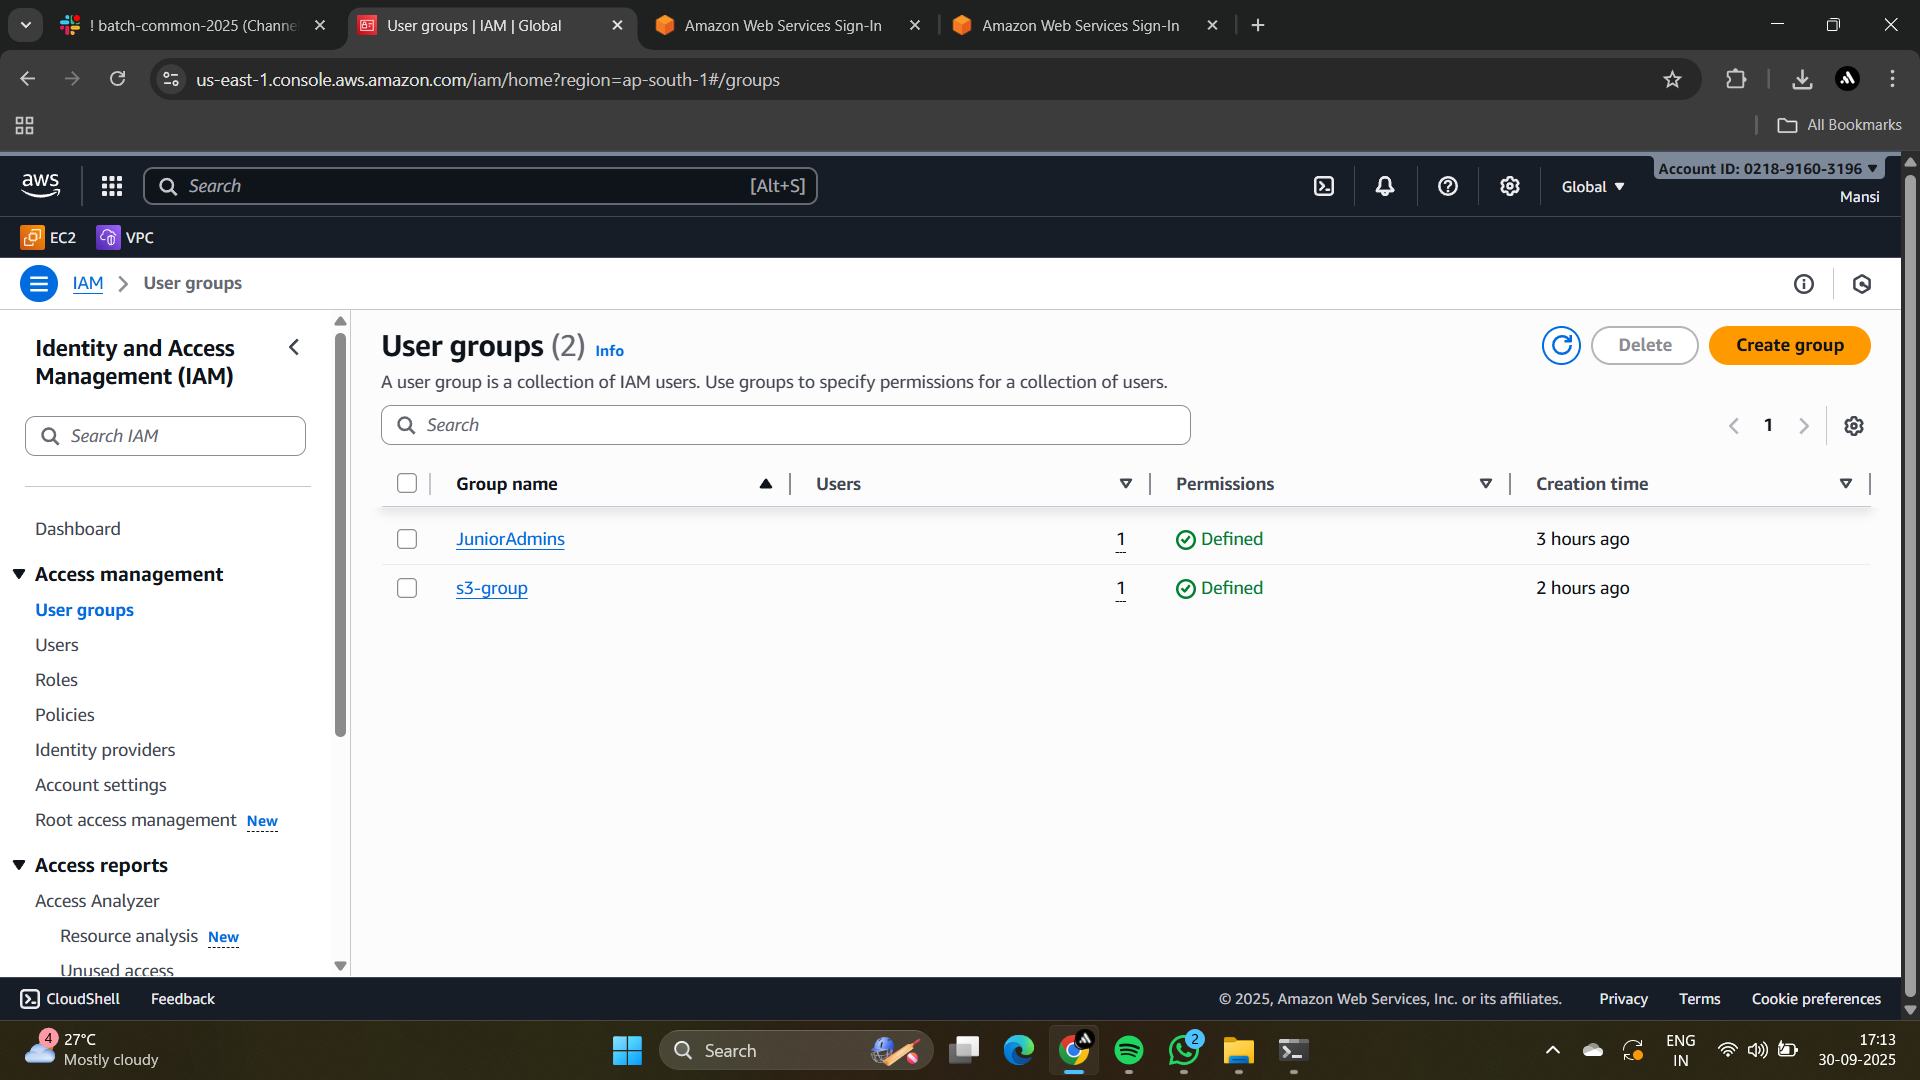 ! batch-common-2025 (Channe
User groups | IAM | Global
Amazon Web Services Sign-In
Amazon Web Services Sign-In
us-east-1.console.aws.amazon.com/iam/home?region=ap-south-1#/groups
All Bookmarks
aws
Search
[Alt+S]
Global
Account ID: 0218-9160-3196
Mansi
EC2
VPC
IAM
User groups
Identity and Access
Management (IAM)
Search IAM
Dashboard
Access management
User groups
Users
Roles
Policies
Identity providers
Account settings
Root access management New
Access reports
Access Analyzer
Resource analysis New
Unused access
User groups (2) Info
A user group is a collection of IAM users. Use groups to specify permissions for a collection of users.
Delete
Create group
Search
1
Group name Users Permissions Creation time
JuniorAdmins 1 Defined 3 hours ago
s3-group 1 Defined 2 hours ago
CloudShell Feedback
© 2025, Amazon Web Services, Inc. or its affiliates. Privacy Terms Cookie preferences
4
27°C
Mostly cloudy
Search
2
ENG
IN
17:13
30-09-2025